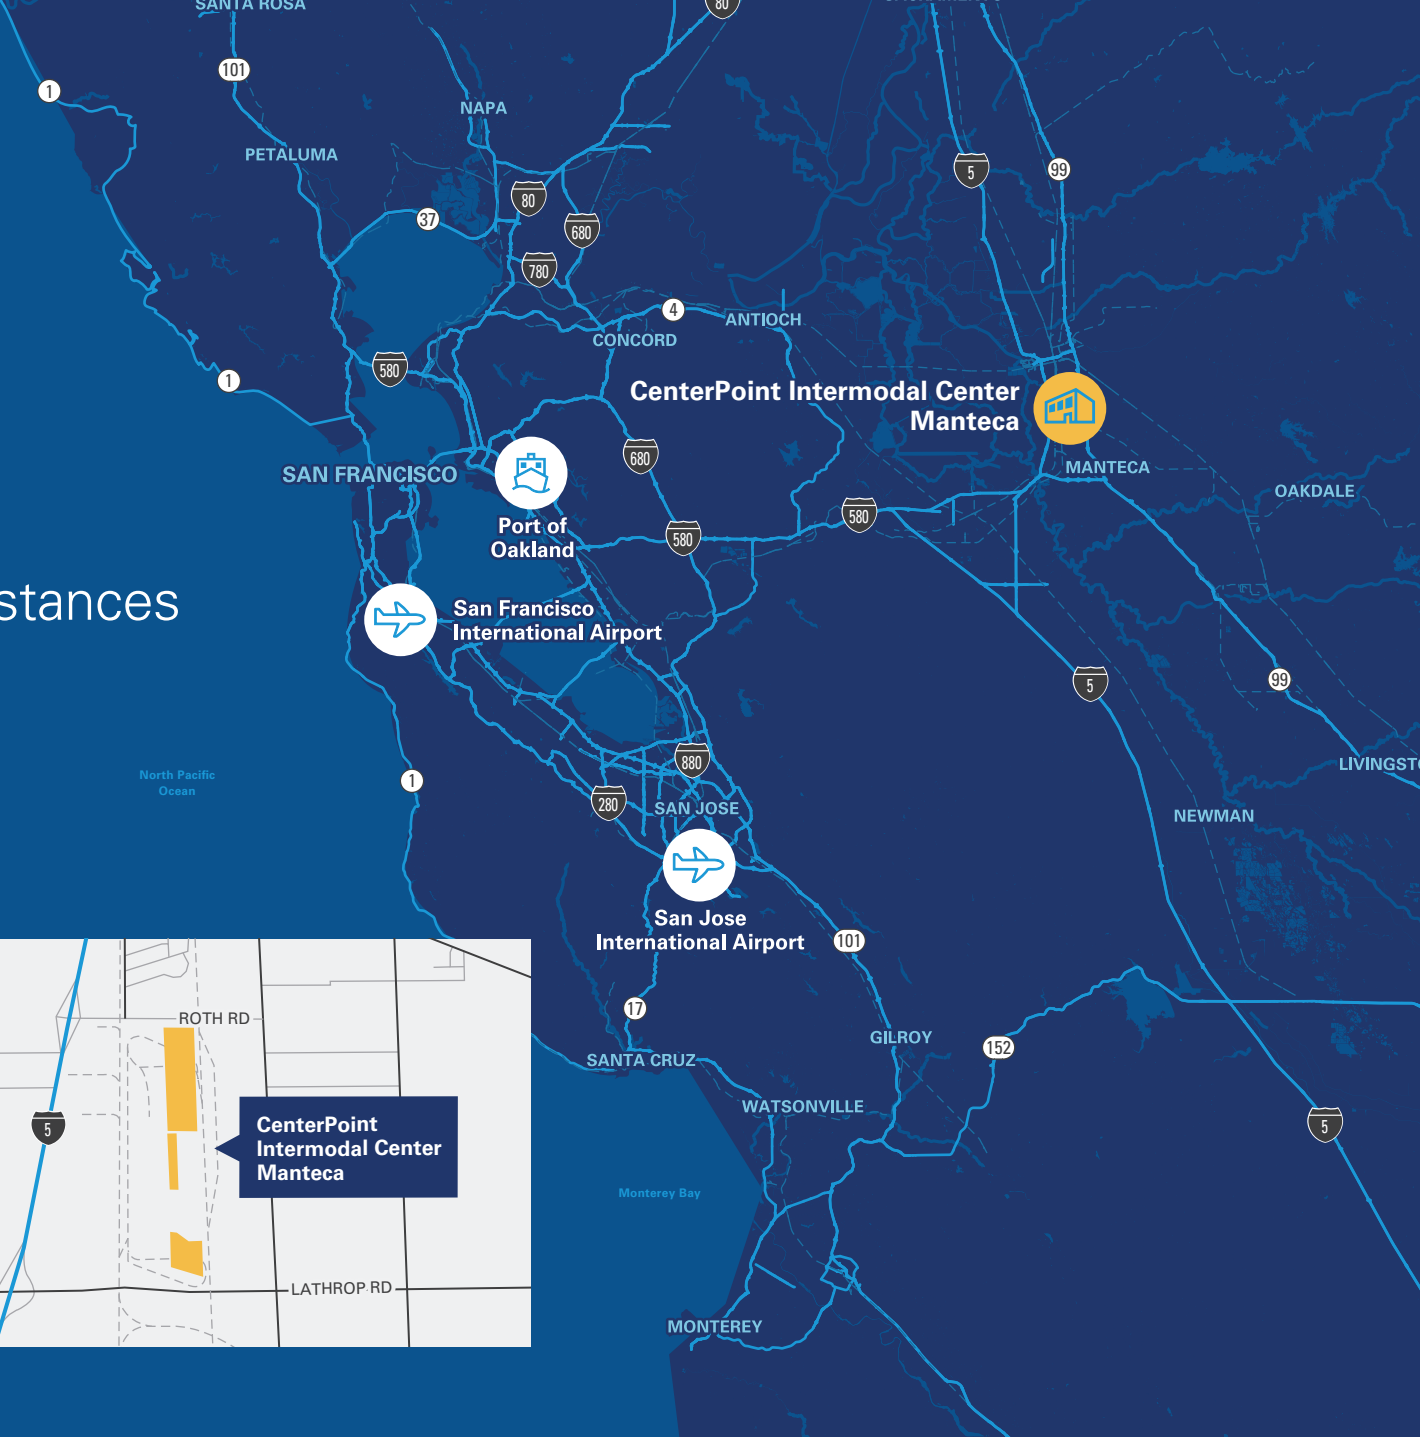 SANTA ROSA
80
101
1
NAPA
PETALUMA
5
99
80
37
680
780
4
ANTIOCH
CONCORD
580
1
CenterPoint Intermodal Center
Manteca
680
MANTECA
SAN FRANCISCO
OAKDALE
Port of
Oakland
580
580
stances
San Francisco
International Airport
5
99
North Pacific
Ocean
1
880
LIVINGST
280
SAN JOSE
NEWMAN
San Jose
International Airport
101
17
GILROY
152
SANTA CRUZ
WATSONVILLE
5
Monterey Bay
MONTEREY
ROTH RD
5
CenterPoint
Intermodal Center
Manteca
LATHROP RD